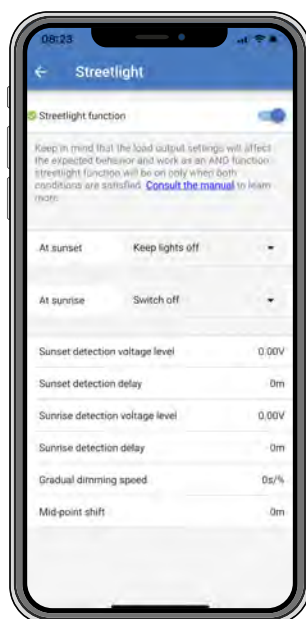 08:23
← Streetlight
Streetlight function
Keep in mind that the load output settings will affect
the expected behavior and work as an AND function
streetlight function will be on only when both
conditions are satisfied. Consult the manual to learn
more.
At sunset Keep lights off
At sunrise Switch off
Sunset detection voltage level 0.00V
Sunset detection delay 0m
Sunrise detection voltage level 0.00V
Sunrise detection delay 0m
Gradual dimming speed 0s/%
Mid-point shift 0m